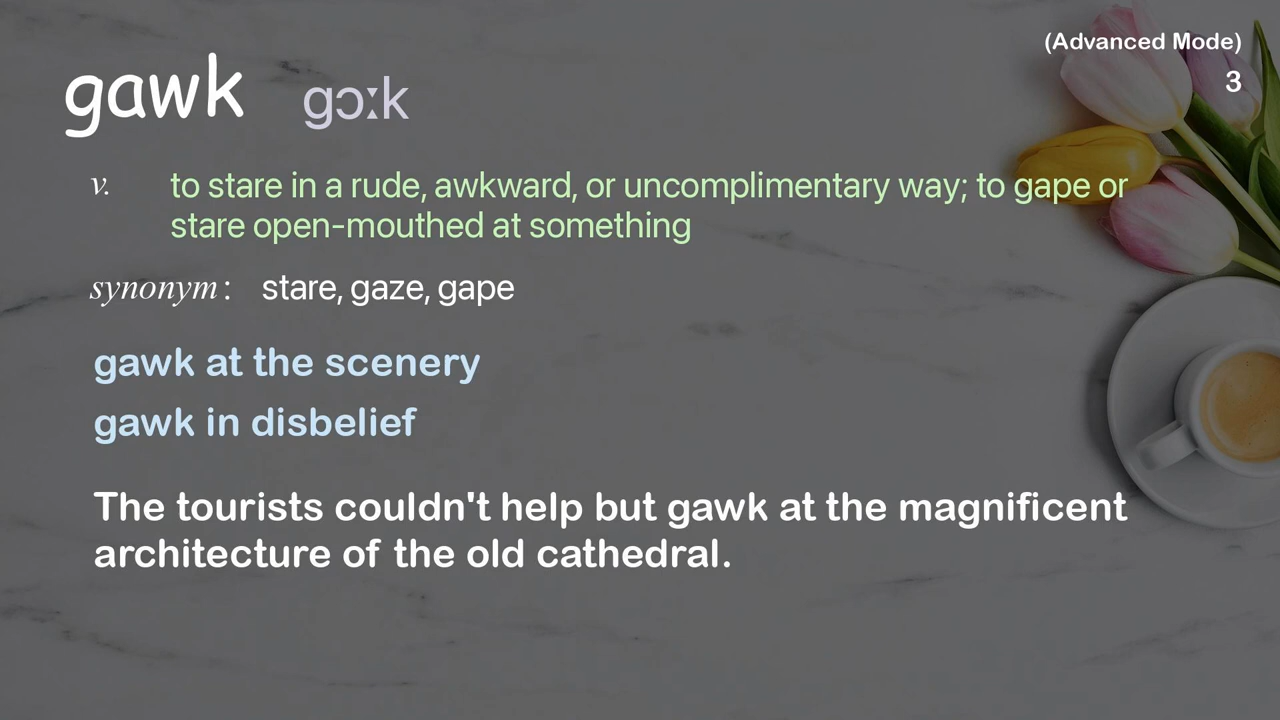 (Advanced Mode)
3
gawk gɔːk
v. to stare in a rude, awkward, or uncomplimentary way; to gape or
stare open-mouthed at something
synonym: stare, gaze, gape
gawk at the scenery
gawk in disbelief
The tourists couldn't help but gawk at the magnificent
architecture of the old cathedral.